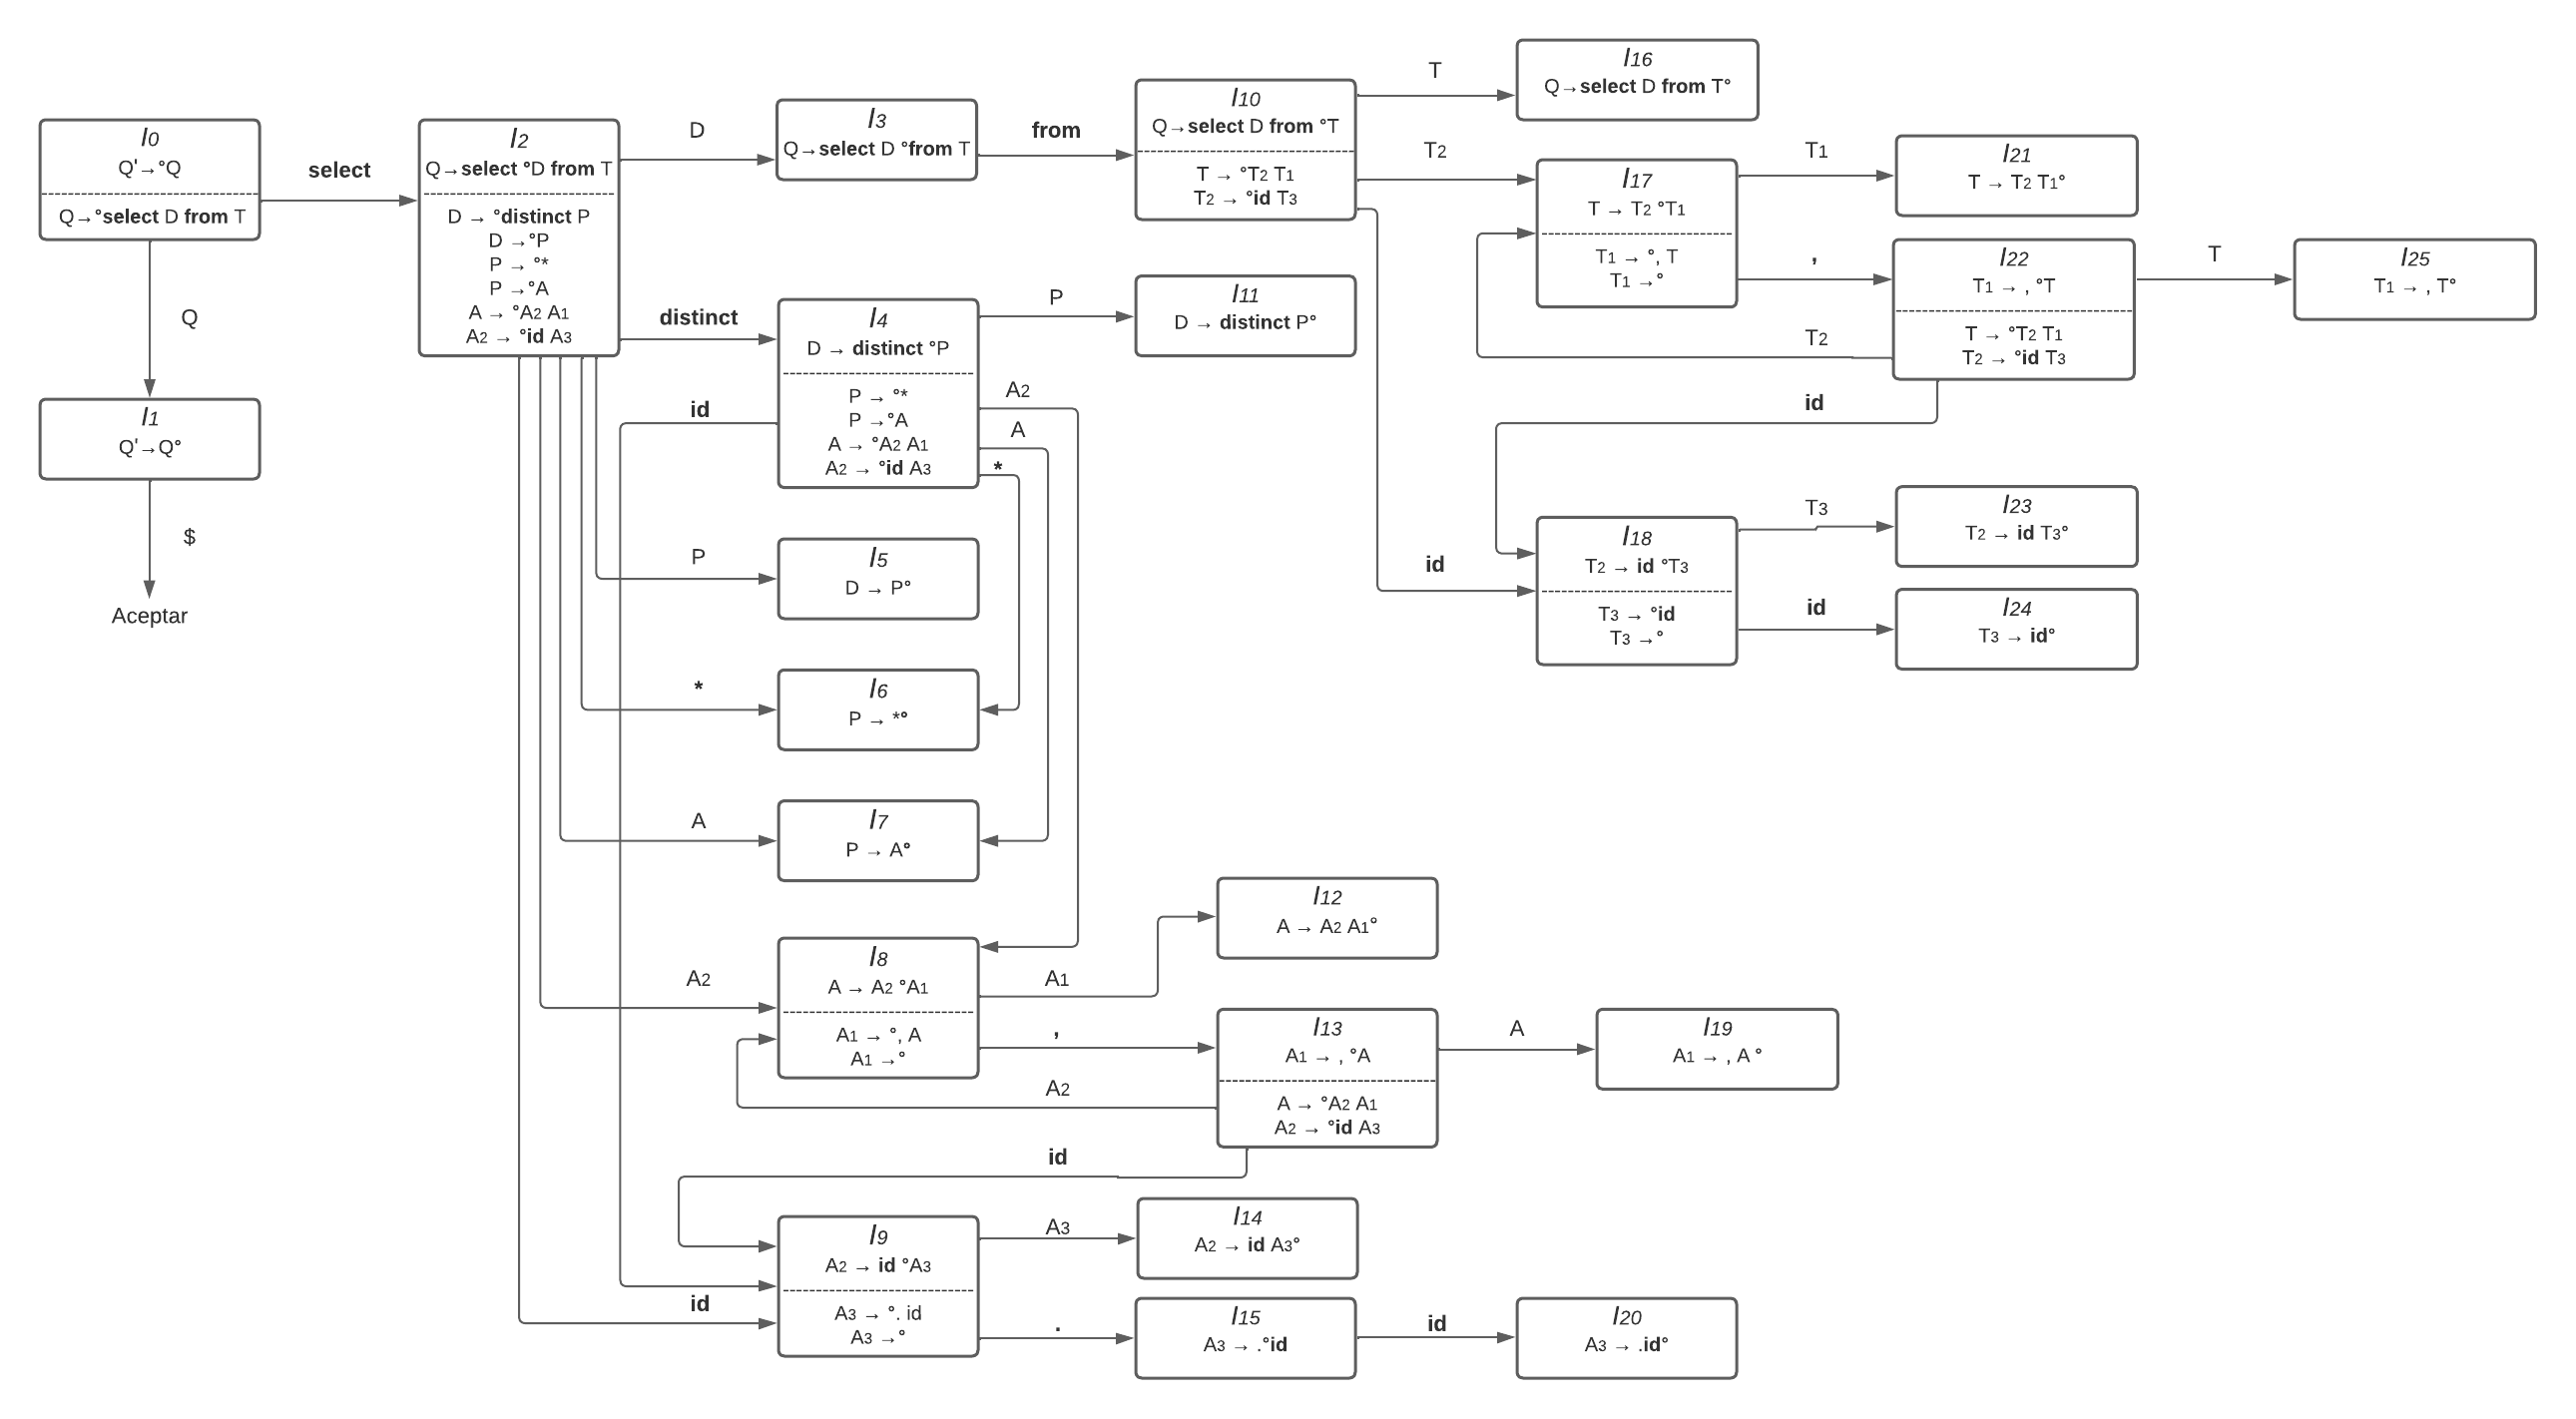 I0
Q'→°Q
Q→°select D from T
select
Q
I1
Q'→Q°
$
Aceptar
I2
Q→select °D from T
D → °distinct P
D →°P
P → °*
P →°A
A → °A2 A1
A2 → °id A3
D
I3
Q→select D °from T
from
I10
Q→select D from °T
T → °T2 T1
T2 → °id T3
T
I16
Q→select D from T°
T2
I17
T → T2 °T1
T1 → °, T
T1 →°
T1
I21
T → T2 T1°
,
I22
T1 → , °T
T → °T2 T1
T2 → °id T3
T
I25
T1 → , T°
T2
id
distinct
I4
D → distinct °P
P → °*
P →°A
A → °A2 A1
A2 → °id A3
P
I11
D → distinct P°
A2
A
*
id
id
I18
T2 → id °T3
T3 → °id
T3 →°
T3
I23
T2 → id T3°
id
I24
T3 → id°
P
I5
D → P°
*
I6
P → *°
A
I7
P → A°
A2
I8
A → A2 °A1
A1 → °, A
A1 →°
A1
I12
A → A2 A1°
,
I13
A1 → , °A
A → °A2 A1
A2 → °id A3
A
I19
A1 → , A °
A2
id
id
I9
A2 → id °A3
A3 → °. id
A3 →°
A3
I14
A2 → id A3°
.
I15
A3 → .°id
id
I20
A3 → .id°